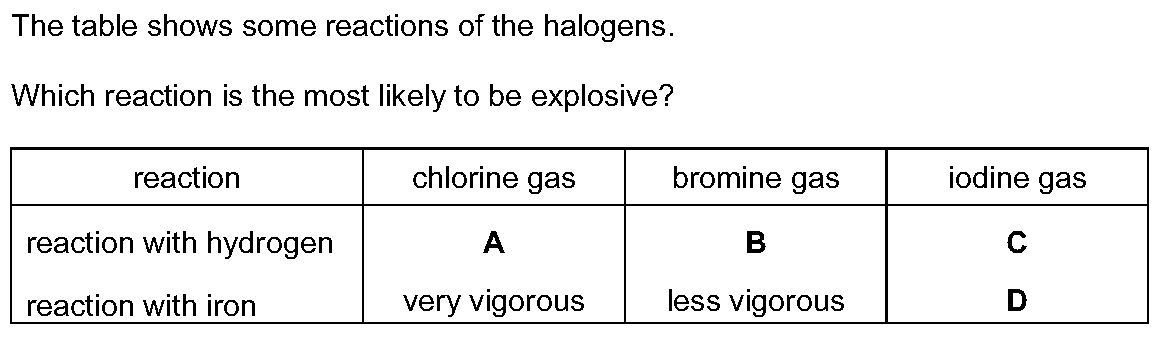 The table shows some reactions of the halogens.
Which reaction is the most likely to be explosive?
reaction chlorine gas bromine gas iodine gas
reaction with hydrogen A B C
reaction with iron very vigorous less vigorous D